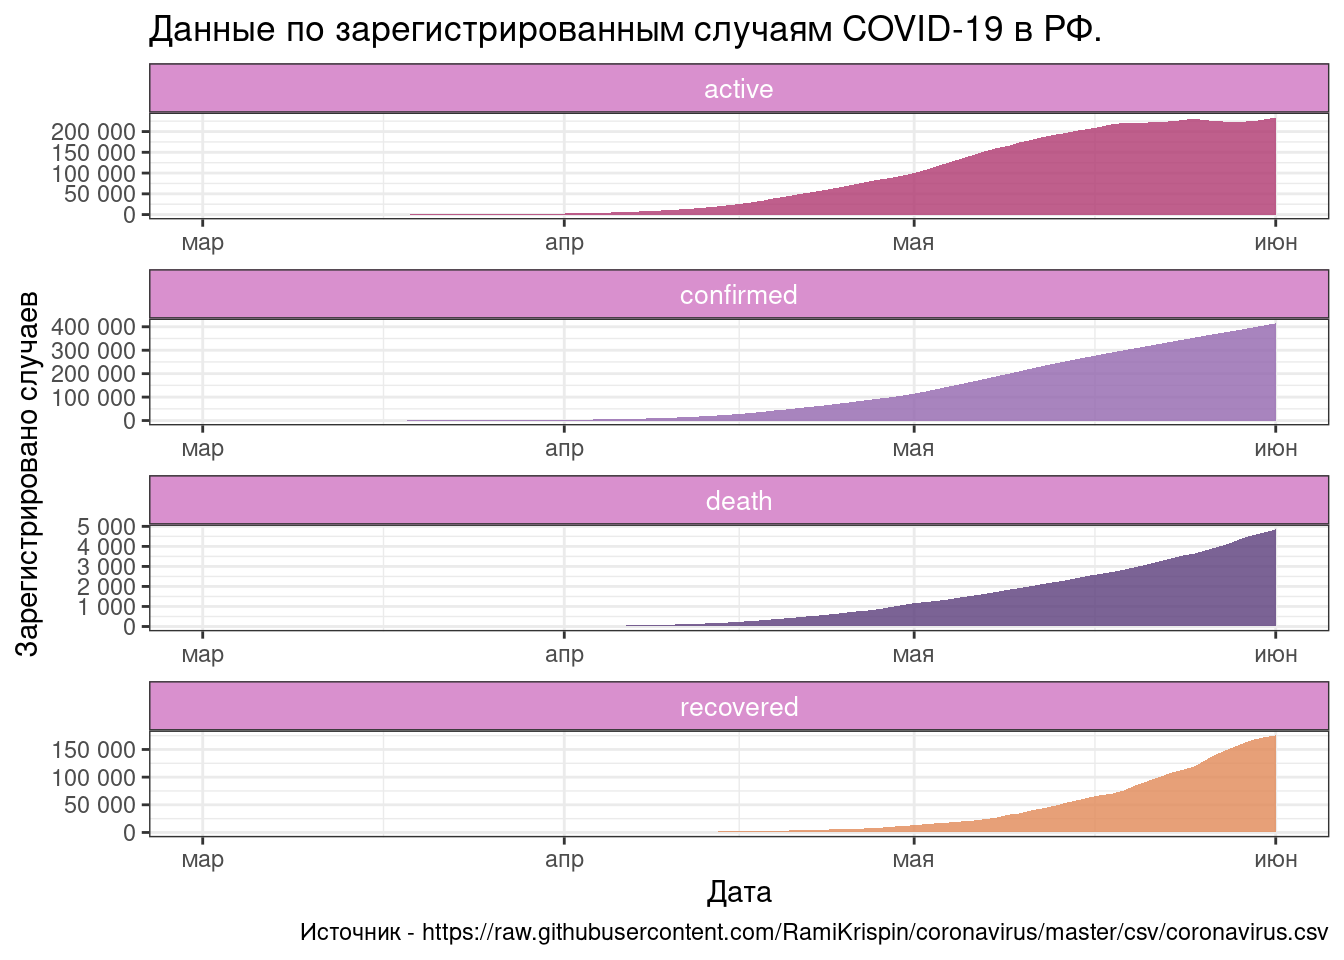 Данные по зарегистрированным случаям COVID-19 в РФ.
active
200 000
150 000
100 000
50 000
0
мар апр мая июн
confirmed
400 000
300 000
200 000
100 000
0
мар апр мая июн
death
5 000
4 000
3 000
2 000
1 000
0
мар апр мая июн
recovered
150 000
100 000
50 000
0
мар апр мая июн
Зарегистрировано случаев
Дата
Источник - https://raw.githubusercontent.com/RamiKrispin/coronavirus/master/csv/coronavirus.csv